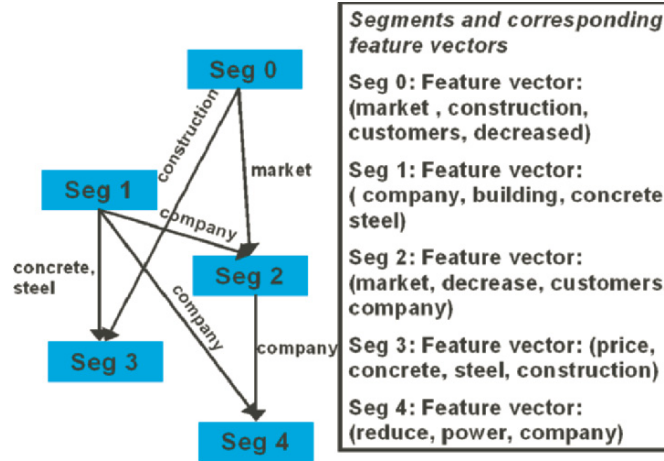 Seg 0
construction
market
Seg 1
company
concrete,
steel
Seg 2
company
company
Seg 3
Seg 4
Segments and corresponding
feature vectors
Seg 0: Feature vector:
(market , construction,
customers, decreased)
Seg 1: Feature vector:
( company, building, concrete
steel)
Seg 2: Feature vector:
(market, decrease, customers
company)
Seg 3: Feature vector: (price,
concrete, steel, construction)
Seg 4: Feature vector:
(reduce, power, company)